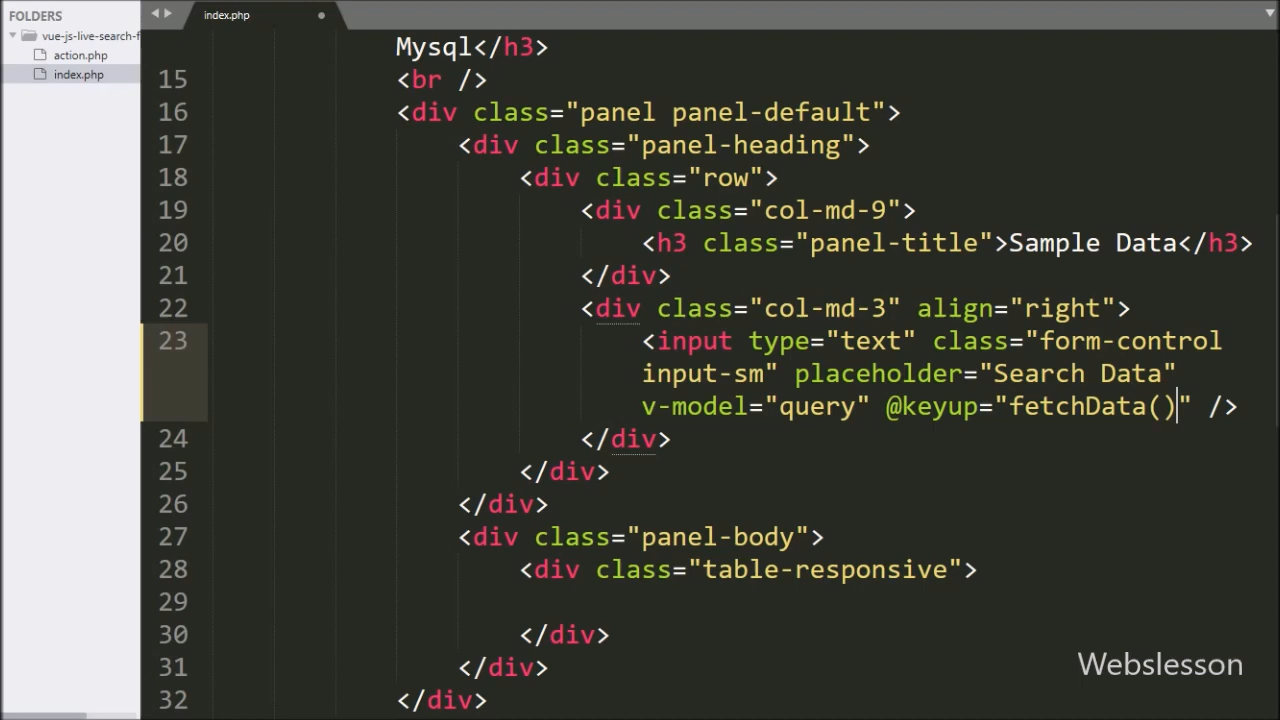 FOLDERS
vue-js-live-search-f
action.php
index.php
index.php
Mysql</h3>
15 <br />
16 <div class="panel panel-default">
17 <div class="panel-heading">
18 <div class="row">
19 <div class="col-md-9">
20 <h3 class="panel-title">Sample Data</h3>
21 </div>
22 <div class="col-md-3" align="right">
23 <input type="text" class="form-control
input-sm" placeholder="Search Data"
v-model="query" @keyup="fetchData()" />
24 </div>
25 </div>
26 </div>
27 <div class="panel-body">
28 <div class="table-responsive">
29
30 </div>
31 </div>
32 </div>
Webslesson